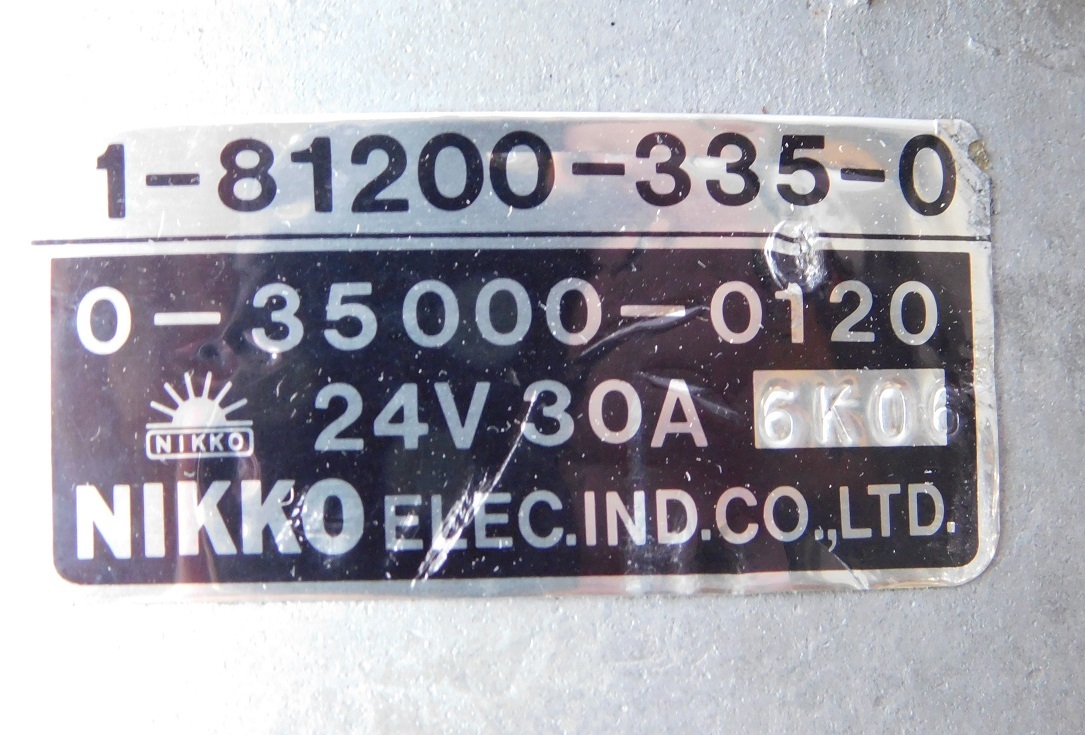 1-81200-335-0
0-35000-0120
NIKKO 24V 30A 6K06
NIKKO ELEC.IND.CO.,LTD.